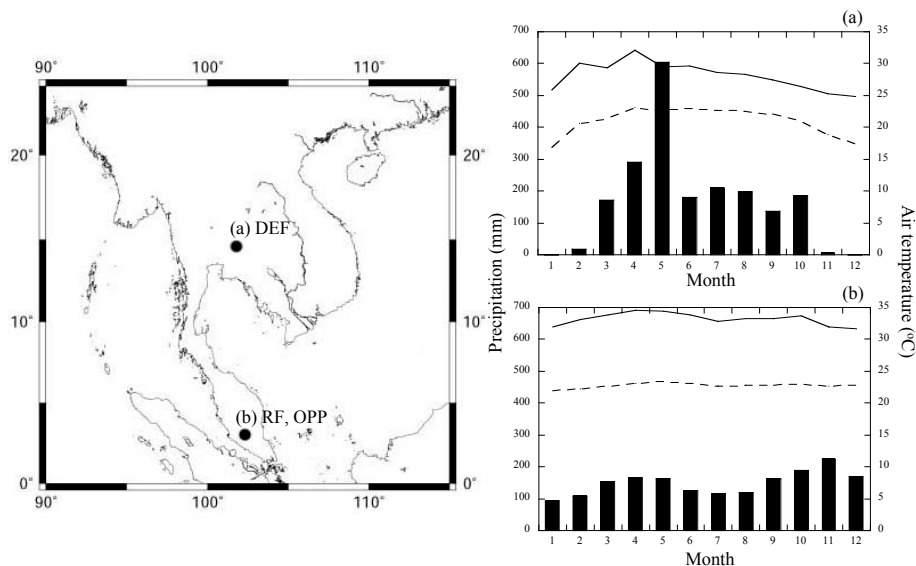 90° 100° 110°
20°
(a) DEF
10°
(b) RF, OPP
0°
90° 100° 110°
(a)
700 35
600 30
500 25
400 20
300 15
200 10
100 5
0 0
1 2 3 4 5 6 7 8 9 10 11 12
Month
Precipitation (mm)
Air temperature (°C)
(b)
700 35
600 30
500 25
400 20
300 15
200 10
100 5
0 0
1 2 3 4 5 6 7 8 9 10 11 12
Month